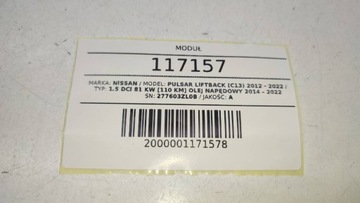 MODUŁ
117157
MARKA: NISSAN / MODEL: PULSAR LIFTBACK (C13) 2012 - 2022 /
TYP: 1.5 DCI 81 KW [110 KM] OLEJ NAPĘDOWY 2014 - 2022
SN: 277603ZL0B / JAKOŚĆ: A
2000001171578